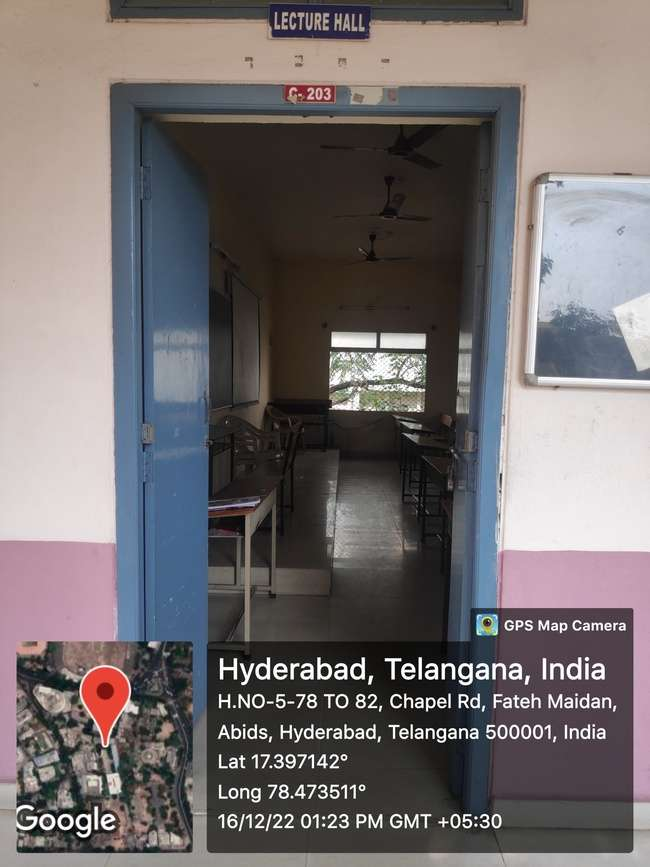 LECTURE HALL
G-203
GPS Map Camera
Hyderabad, Telangana, India
H.NO-5-78 TO 82, Chapel Rd, Fateh Maidan,
Abids, Hyderabad, Telangana 500001, India
Lat 17.397142°
Long 78.473511°
16/12/22 01:23 PM GMT +05:30
Google